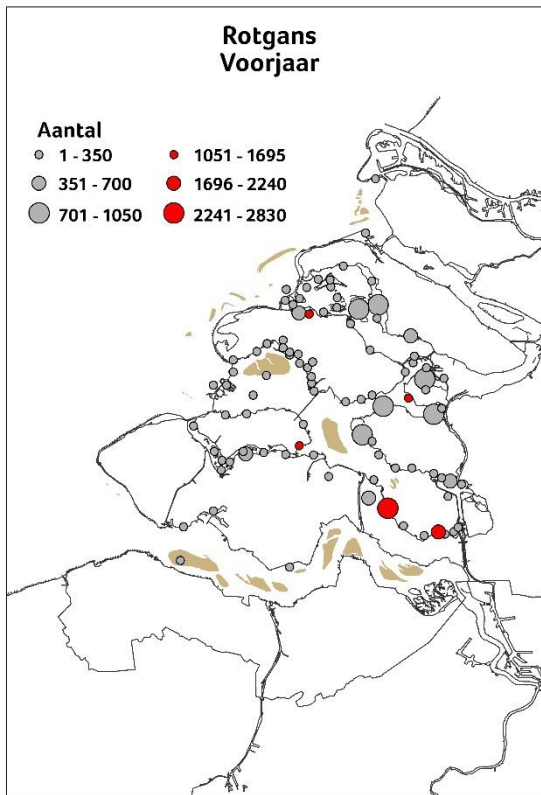 Rotgans
Voorjaar
Aantal
1 - 350
351 - 700
701 - 1050
1051 - 1695
1696 - 2240
2241 - 2830